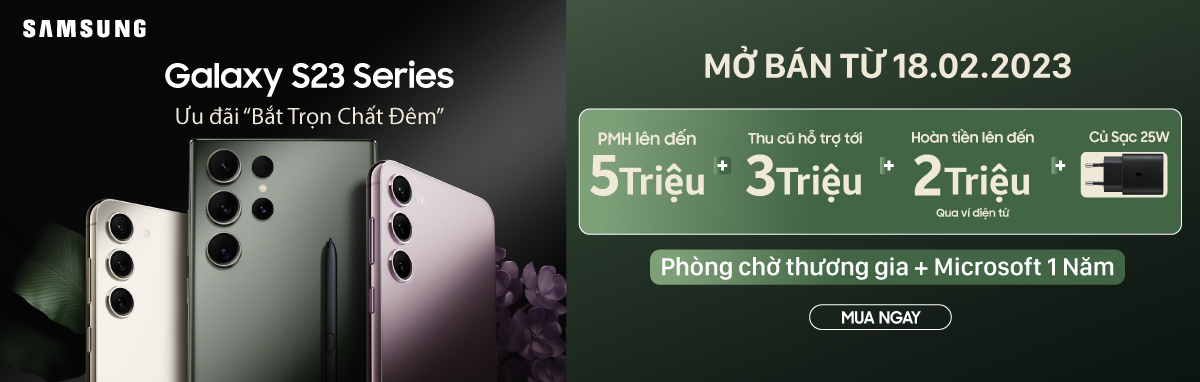 SAMSUNG
Galaxy S23 Series
Ưu đãi “Bắt Trọn Chất Đêm”
MỞ BÁN TỪ 18.02.2023
PMH lên đến
5Triệu
+
Thu cũ hỗ trợ tới
3Triệu
+
Hoàn tiền lên đến
2Triệu
Qua ví điện tử
+
Củ Sạc 25W
Phòng chờ thương gia + Microsoft 1 Năm
MUA NGAY